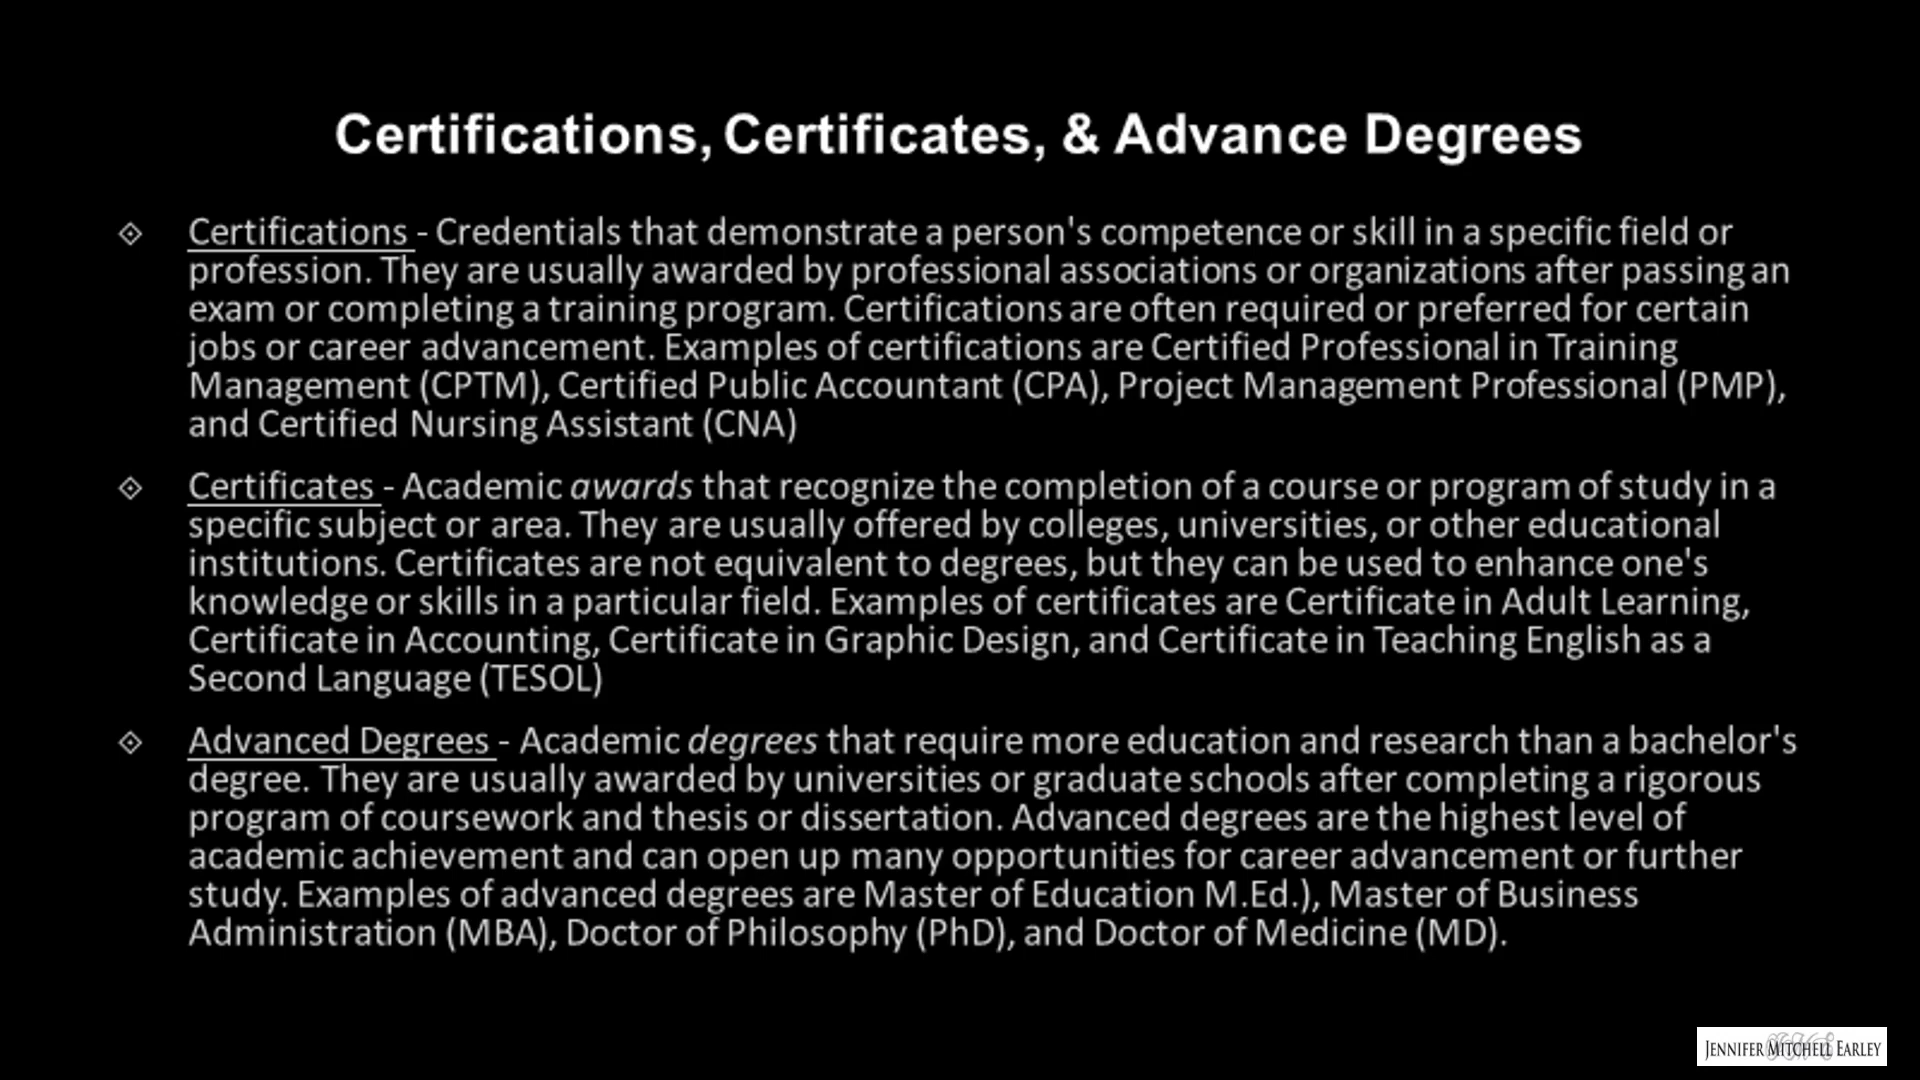 Certifications, Certificates, & Advance Degrees
Certifications - Credentials that demonstrate a person's competence or skill in a specific field or
profession. They are usually awarded by professional associations or organizations after passing an
exam or completing a training program. Certifications are often required or preferred for certain
jobs or career advancement. Examples of certifications are Certified Professional in Training
Management (CPTM), Certified Public Accountant (CPA), Project Management Professional (PMP),
and Certified Nursing Assistant (CNA)
Certificates - Academic awards that recognize the completion of a course or program of study in a
specific subject or area. They are usually offered by colleges, universities, or other educational
institutions. Certificates are not equivalent to degrees, but they can be used to enhance one's
knowledge or skills in a particular field. Examples of certificates are Certificate in Adult Learning,
Certificate in Accounting, Certificate in Graphic Design, and Certificate in Teaching English as a
Second Language (TESOL)
Advanced Degrees - Academic degrees that require more education and research than a bachelor's
degree. They are usually awarded by universities or graduate schools after completing a rigorous
program of coursework and thesis or dissertation. Advanced degrees are the highest level of
academic achievement and can open up many opportunities for career advancement or further
study. Examples of advanced degrees are Master of Education M.Ed.), Master of Business
Administration (MBA), Doctor of Philosophy (PhD), and Doctor of Medicine (MD).
JENNIFER MITCHELL EARLEY